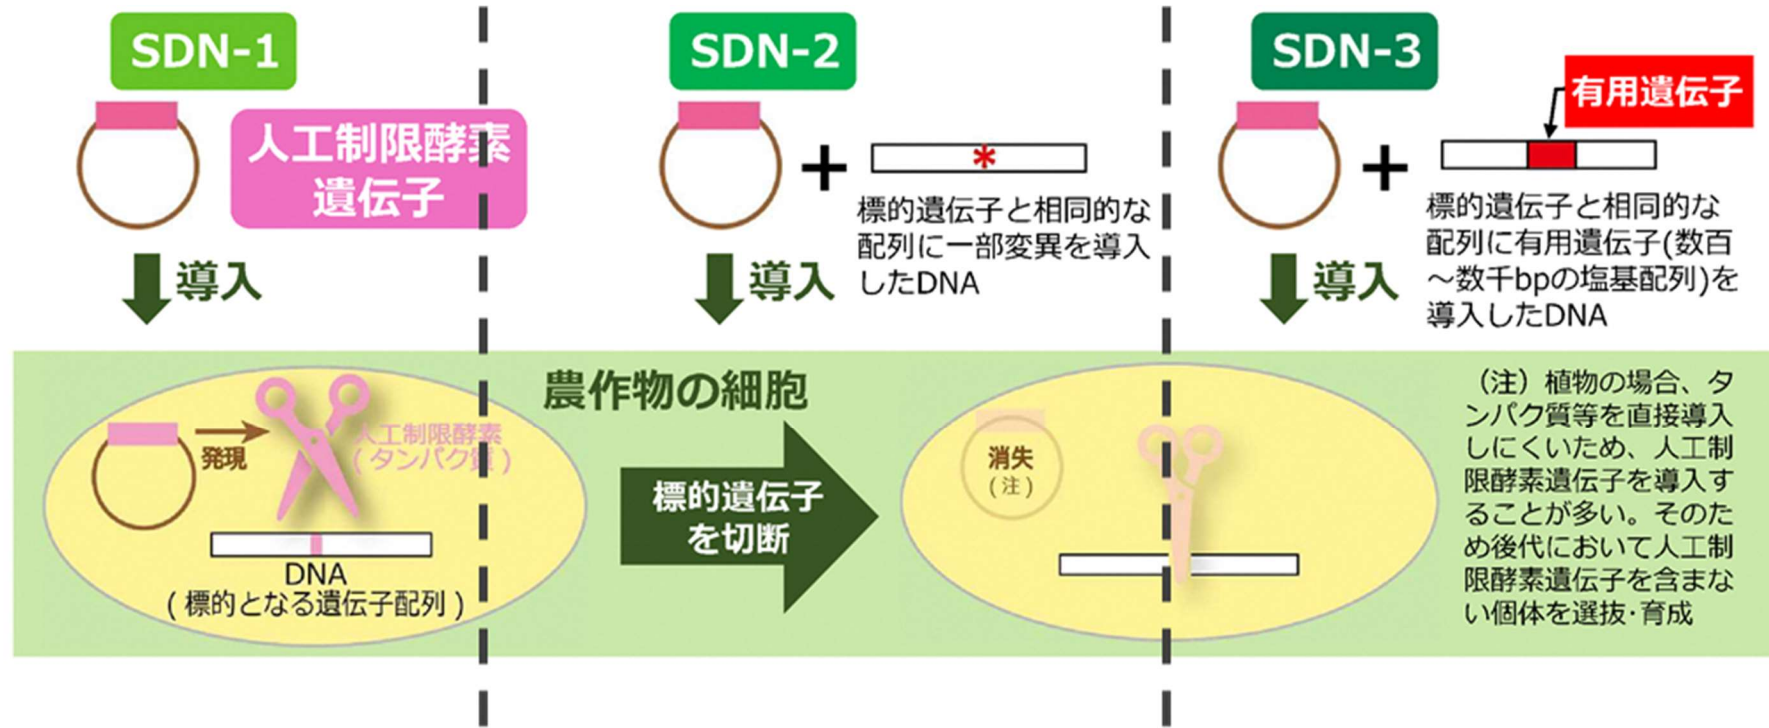 SDN-1
人工制限酵素
遺伝子
導入
SDN-2
+
*
標的遺伝子と相同的な
配列に一部変異を導入
したDNA
導入
SDN-3
+
有用遺伝子
標的遺伝子と相同的な
配列に有用遺伝子(数百
～数千bpの塩基配列)を
導入したDNA
導入
農作物の細胞
発現
人工制限酵素
(タンパク質)
DNA
(標的となる遺伝子配列)
標的遺伝子
を切断
消失
(注)
（注）植物の場合、タ
ンパク質等を直接導入
しにくいため、人工制
限酵素遺伝子を導入す
ることが多い。そのた
め後代において人工制
限酵素遺伝子を含まな
い個体を選抜･育成